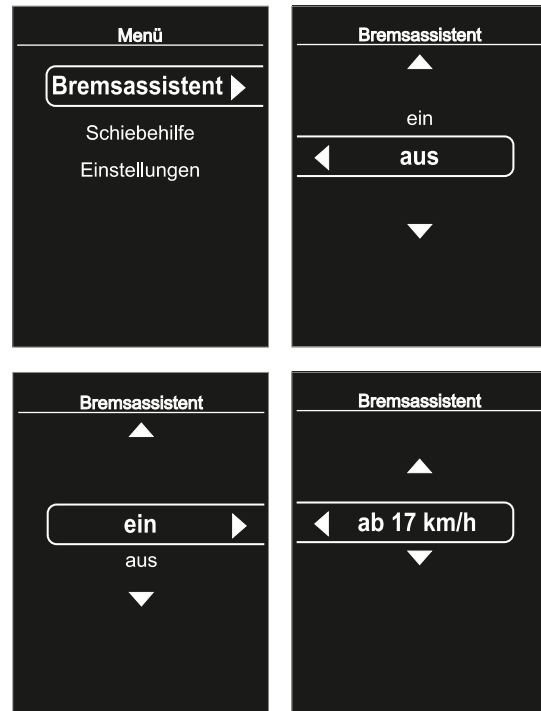 Menü
Bremsassistent
Schiebehilfe
Einstellungen
Bremsassistent
ein
aus
Bremsassistent
ein
aus
Bremsassistent
ab 17 km/h